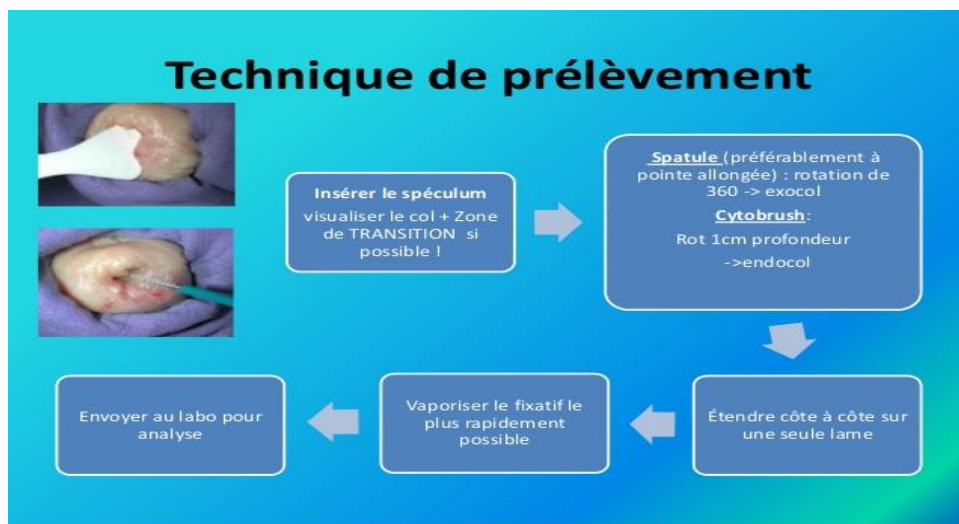 Technique de prélèvement
Insérer le spéculum
visualiser le col + Zone
de TRANSITION si
possible !
Spatule (préférablement à
pointe allongée) : rotation de
360 -> exocol
Cytobrush:
Rot 1cm profondeur
->endocol
Étendre côte à côte sur
une seule lame
Vaporiser le fixatif le
plus rapidement
possible
Envoyer au labo pour
analyse